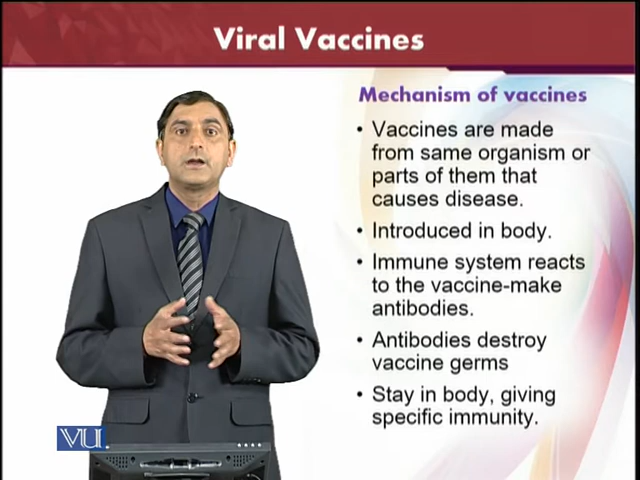 Viral Vaccines
Mechanism of vaccines
• Vaccines are made
from same organism or
parts of them that
causes disease.
• Introduced in body.
• Immune system reacts
to the vaccine-make
antibodies.
• Antibodies destroy
vaccine germs
• Stay in body, giving
specific immunity.
VU